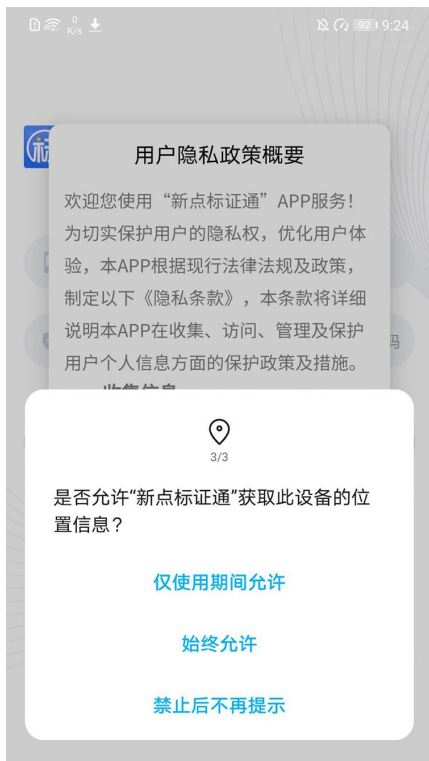 0
K/s
92
9:24
标
用户隐私政策概要
欢迎您使用“新点标证通”APP服务！
为切实保护用户的隐私权，优化用户体
验，本APP根据现行法律法规及政策，
制定以下《隐私条款》，本条款将详细
说明本APP在收集、访问、管理及保护
码
用户个人信息方面的保护政策及措施。
3/3
是否允许“新点标证通”获取此设备的位
置信息？
仅使用期间允许
始终允许
禁止后不再提示